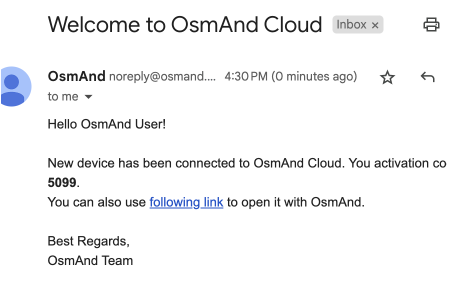 Welcome to OsmAnd Cloud Inbox ×
OsmAnd noreply@osmand.... 4:30 PM (0 minutes ago)
to me
Hello OsmAnd User!
New device has been connected to OsmAnd Cloud. You activation co
5099.
You can also use following link to open it with OsmAnd.
Best Regards,
OsmAnd Team